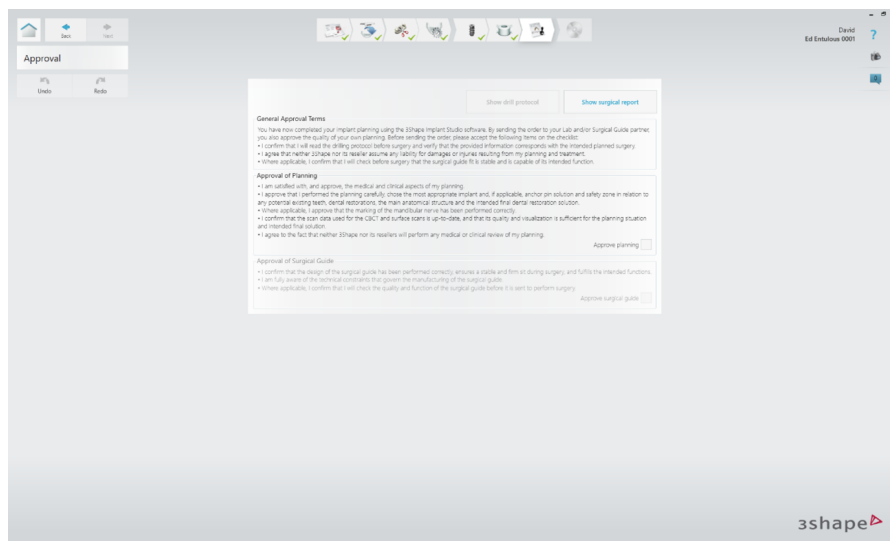 Back
next
David
Ed Entulous 0001
?
Approval
Undo
Redo
Show drill protocol
Show surgical report
General Approval Terms
You have now completed your implant planning using the 3Shape Implant Studio software. By sending the order to your Lab and/or Surgical Guide partner,
you also approve the quality of your own planning. Before sending the order, please accept the following items on the checklist.
• I confirm that I will read the drilling protocol before surgery and verify that the provided information corresponds with the intended planned surgery.
• I agree that neither 3Shape nor its reseller assume any liability for damages or injuries resulting from my planning and treatment.
• Where applicable, I confirm that I will check before surgery that the surgical guide fit is stable and is capable of its intended function.
Approval of Planning
• I am satisfied with, and approve, the medical and clinical aspects of my planning.
• I approve that I performed the planning carefully, chose the most appropriate implant and, if applicable, anchor pin solution and safety zone in relation to
any potential existing teeth, dental restorations, the main anatomical structure and the intended final dental restoration solution.
• Where applicable, I approve that the marking of the mandibular nerve has been performed correctly.
• I confirm that the scan data used for the CBCT and surface scans is up-to-date, and that its quality and visualization is sufficient for the planning situation
and intended final solution.
• I agree to the fact that neither 3Shape nor its resellers will perform any medical or clinical review of my planning.
Approve planning
Approval of Surgical Guide
• I confirm that the design of the surgical guide has been performed correctly, ensures a stable and firm sit during surgery, and fulfills the intended functions.
• I am fully aware of the technical constraints that govern the manufacturing of the surgical guide.
• Where applicable, I confirm that I will check the quality and function of the surgical guide before it is sent to perform surgery.
Approve surgical guide
3shape